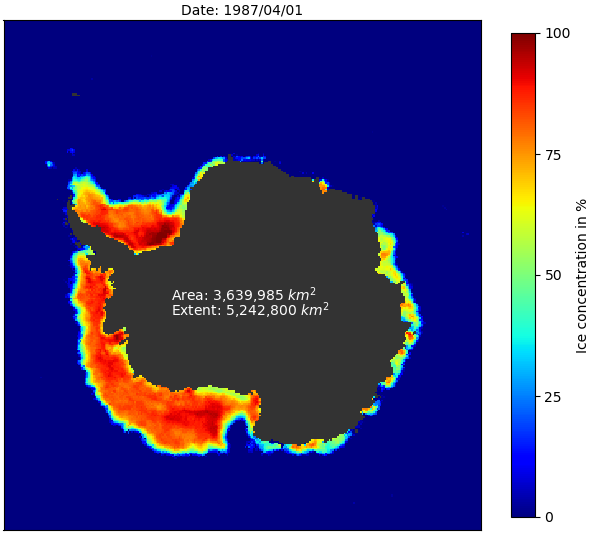 Date: 1987/04/01
100
75
50
25
0
Ice concentration in %
Area: 3,639,985 km²
Extent: 5,242,800 km²